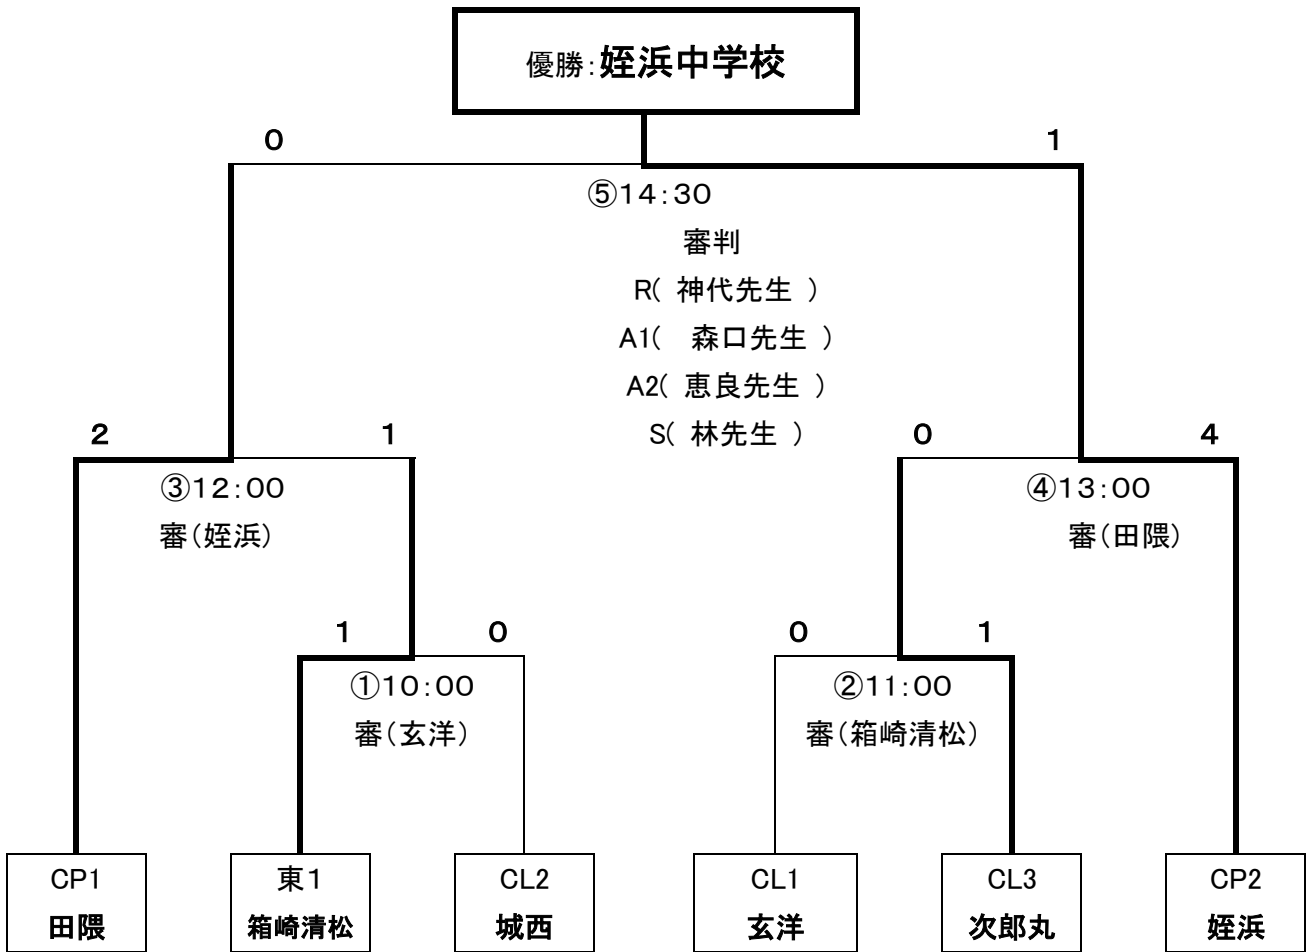 優勝：姪浜中学校
0 1
⑤14：30
審判
R( 神代先生 )
A1( 森口先生 )
A2( 恵良先生 )
S( 林先生 )
2 1 0 4
③12：00 ④13：00
審(姪浜) 審(田隈)
1 0 0 1
①10：00 ②11：00
審(玄洋) 審(箱崎清松)
CP1 東1 CL2 CL1 CL3 CP2
田隈 箱崎清松 城西 玄洋 次郎丸 姪浜